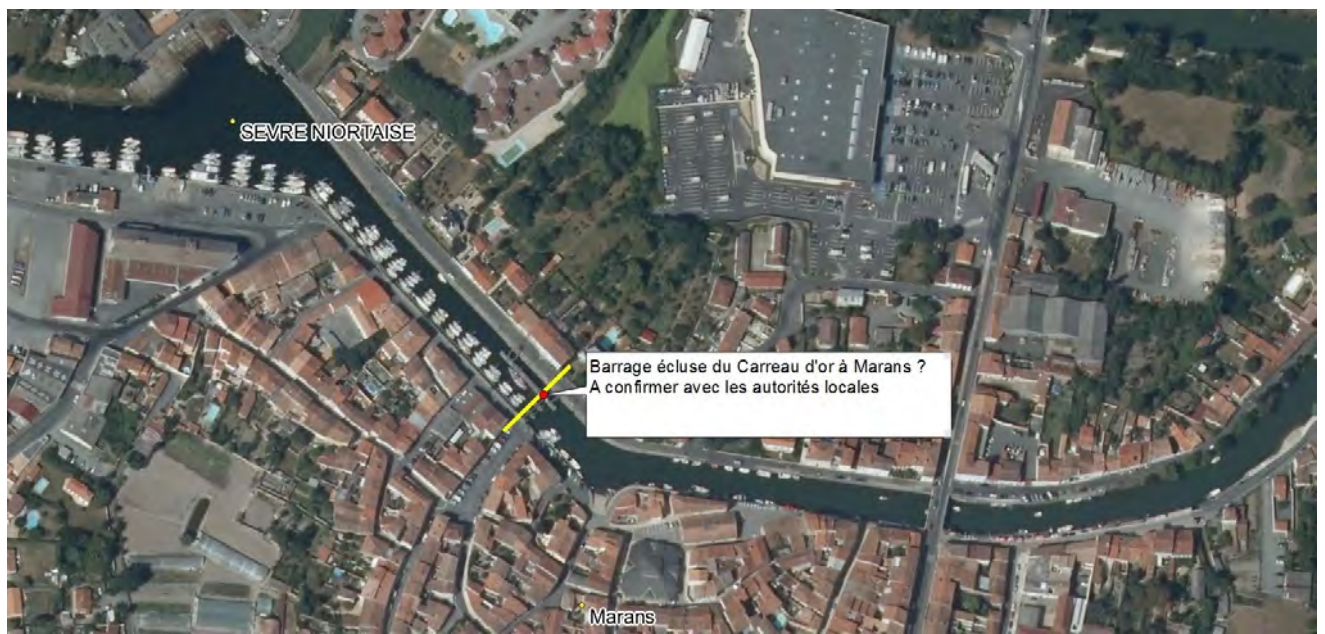 SEVRE NIORTAISE
Barrage écluse du Carreau d'or à Marans ?
A confirmer avec les autorités locales
Marans